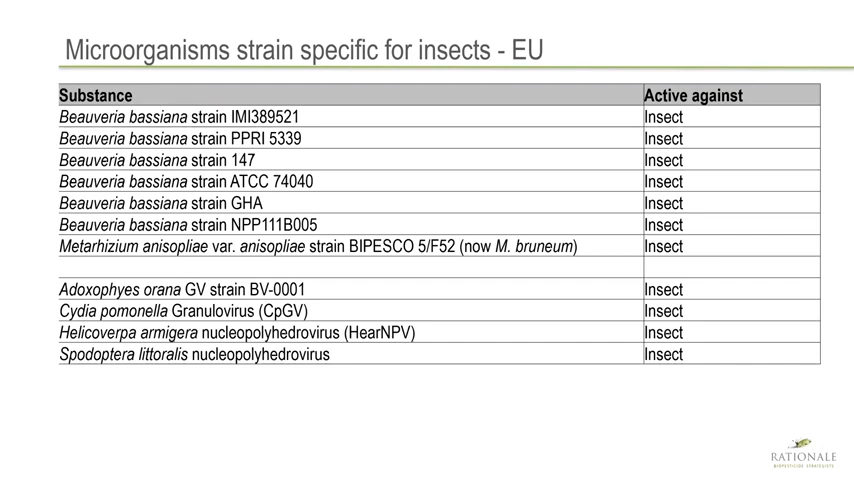 Microorganisms strain specific for insects - EU
Substance Active against
Beauveria bassiana strain IMI389521 Insect
Beauveria bassiana strain PPRI 5339 Insect
Beauveria bassiana strain 147 Insect
Beauveria bassiana strain ATCC 74040 Insect
Beauveria bassiana strain GHA Insect
Beauveria bassiana strain NPP111B005 Insect
Metarhizium anisopliae var. anisopliae strain BIPESCO 5/F52 (now M. bruneum) Insect
Adoxophyes orana GV strain BV-0001 Insect
Cydia pomonella Granulovirus (CpGV) Insect
Helicoverpa armigera nucleopolyhedrovirus (HearNPV) Insect
Spodoptera littoralis nucleopolyhedrovirus Insect
RATIONALE
BIOPESTICIDE STRATEGISTS